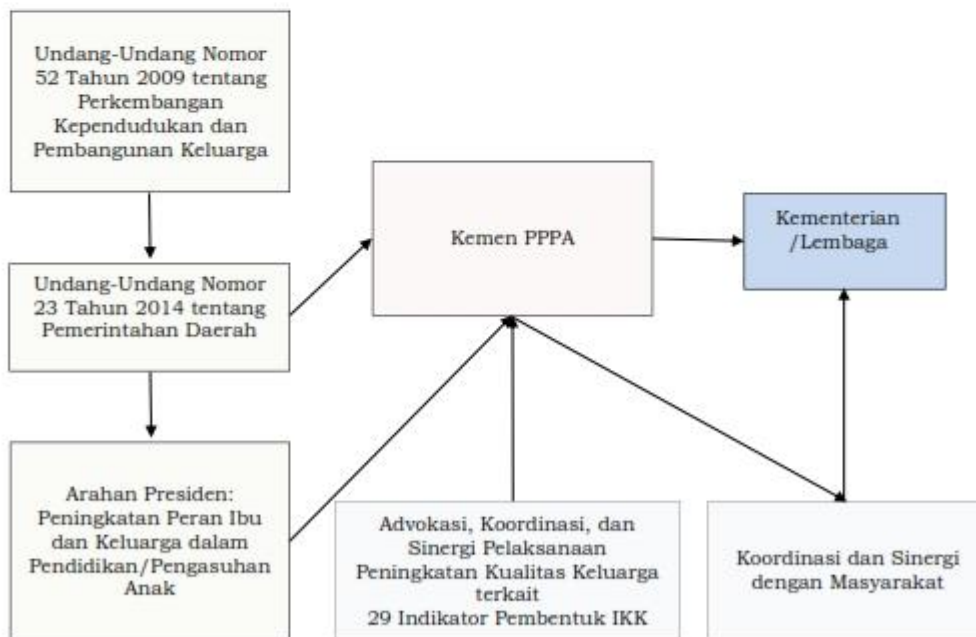 Undang-Undang Nomor
52 Tahun 2009 tentang
Perkembangan
Kependudukan dan
Pembangunan Keluarga
Undang-Undang Nomor
23 Tahun 2014 tentang
Pemerintahan Daerah
Arahan Presiden:
Peningkatan Peran Ibu
dan Keluarga dalam
Pendidikan/Pengasuhan
Anak
Kemen PPPA
Kementerian
/Lembaga
Advokasi, Koordinasi, dan
Sinergi Pelaksanaan
Peningkatan Kualitas Keluarga
terkait
29 Indikator Pembentuk IKK
Koordinasi dan Sinergi
dengan Masyarakat